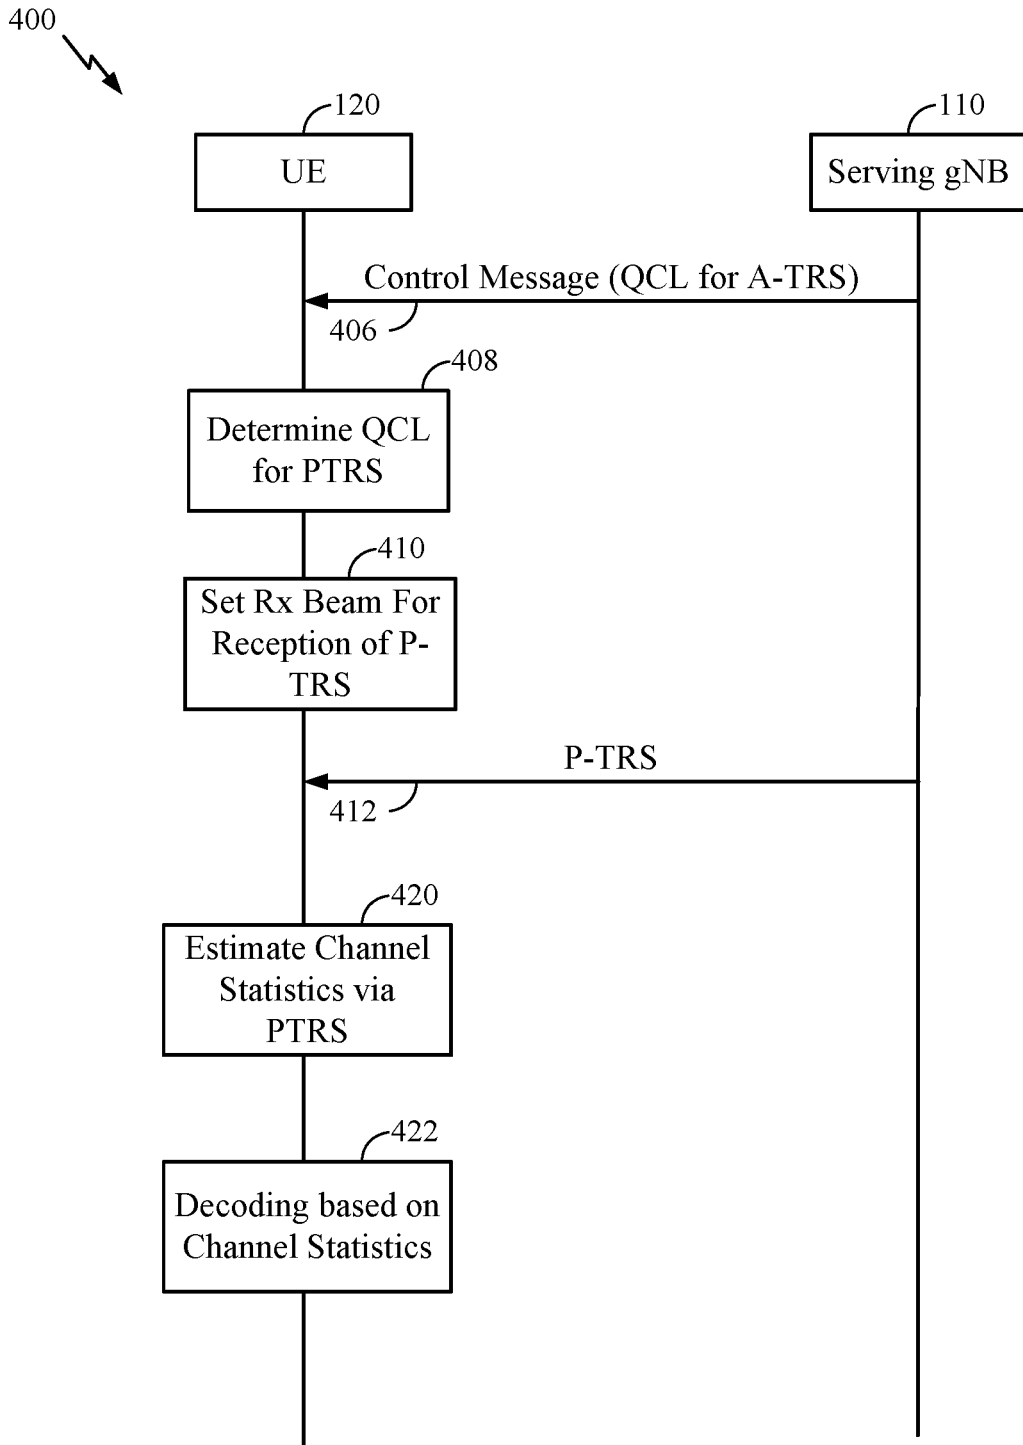 400
120
110
UE
Serving gNB
Control Message (QCL for A-TRS)
406
408
Determine QCL
for PTRS
410
Set Rx Beam For
Reception of P-
TRS
P-TRS
412
420
Estimate Channel
Statistics via
PTRS
422
Decoding based on
Channel Statistics